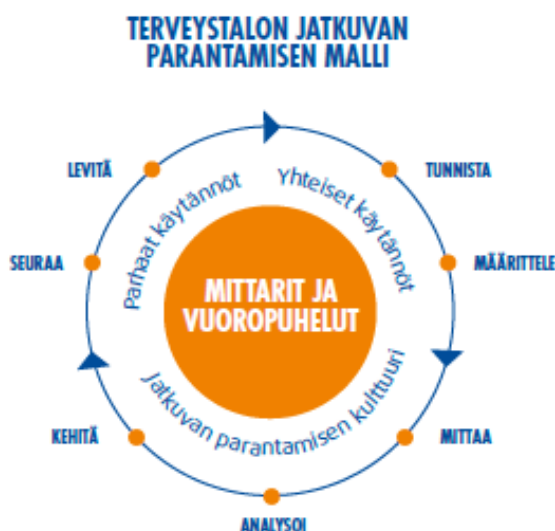 TERVEYSTALON JATKUVAN
PARANTAMISEN MALLI
LEVITÄ
TUNNISTA
Parhaat käytännöt
Yhteiset käytännöt
SEURAA
MÄÄRITTELE
MITTARIT JA
VUOROPUHELUT
Jatkuvan parantamisen kulttuuri
KEHITÄ
MITTAA
ANALYSOI